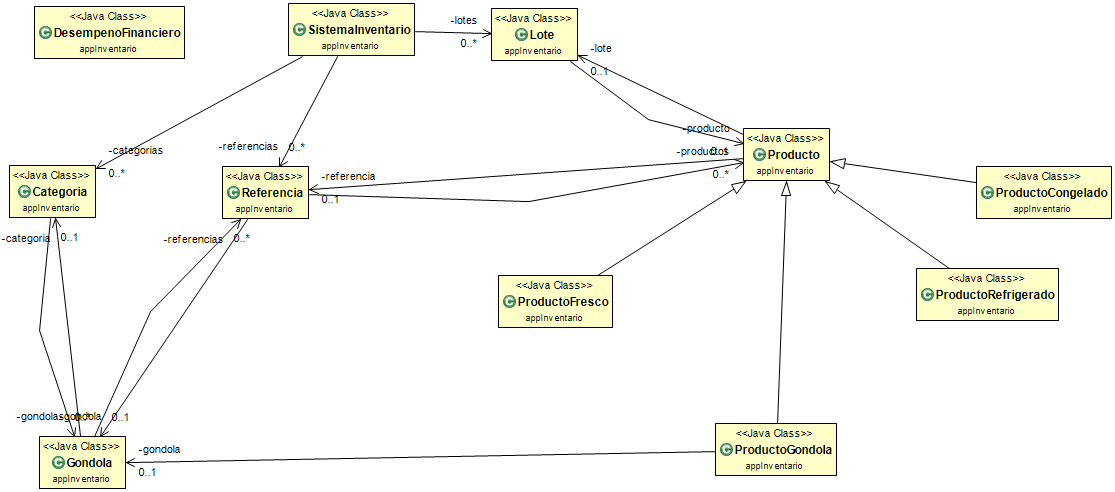 <<Java Class>>
DesempenoFinanciero
appInventario
<<Java Class>>
SistemaInventario
appInventario
-lotes
0..*
<<Java Class>>
Lote
appInventario
-lote
0..1
-categorias
0..*
-referencias
0..*
-producto
0..1
-productos
0..*
<<Java Class>>
Producto
appInventario
<<Java Class>>
Categoria
appInventario
<<Java Class>>
Referencia
appInventario
-referencia
0..1
<<Java Class>>
ProductoCongelado
appInventario
-categoria
0..1
-referencias
0..*
<<Java Class>>
ProductoFresco
appInventario
<<Java Class>>
ProductoRefrigerado
appInventario
-gondolas
0..*
-gondola
0..1
<<Java Class>>
Gondola
appInventario
-gondola
0..1
<<Java Class>>
ProductoGondola
appInventario